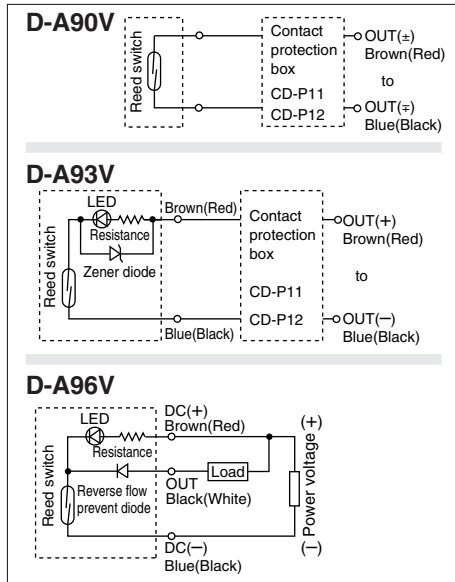 D-A90V
Reed switch
Contact
protection
box
CD-P11
CD-P12
OUT(±)
Brown(Red)
to
OUT(∓)
Blue(Black)
D-A93V
LED
Resistance
Zener diode
Reed switch
Brown(Red)
Blue(Black)
Contact
protection
box
CD-P11
CD-P12
OUT(+)
Brown(Red)
to
OUT(−)
Blue(Black)
D-A96V
LED
Resistance
Reverse flow
prevent diode
Reed switch
DC(+)
Brown(Red)
Load
OUT
Black(White)
DC(−)
Blue(Black)
(+)
Power voltage
(−)